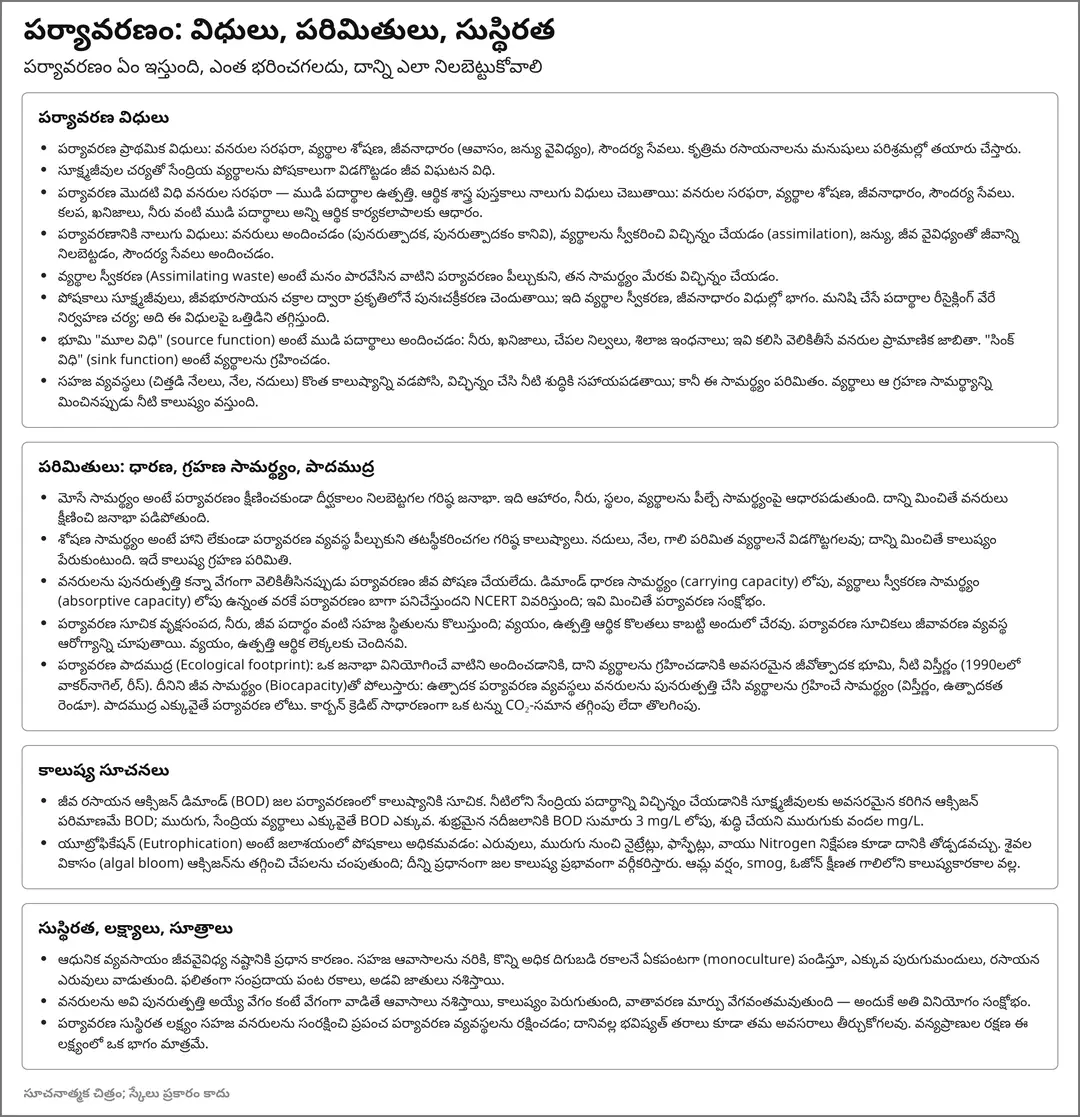 పర్యావరణం: విధులు, పరిమితులు, సుస్థిరత
పర్యావరణం ఏం ఇస్తుంది, ఎంత భరించగలదు, దాన్ని ఎలా నిలబెట్టుకోవాలి
పర్యావరణ విధులు
• పర్యావరణ ప్రాథమిక విధులు: వనరుల సరఫరా, వ్యర్థాల శోషణ, జీవనాధారం (ఆవాసం, జన్యు వైవిధ్యం), సౌందర్య సేవలు. కృత్రిమ రసాయనాలను మనుషులు పరిశ్రమల్లో తయారు చేస్తారు.
• సూక్ష్మజీవుల చర్యతో సేంద్రియ వ్యర్థాలను పోషకాలుగా విడగొట్టడం జీవ విఘటన విధి.
• పర్యావరణ మొదటి విధి వనరుల సరఫరా — ముడి పదార్థాల ఉత్పత్తి. ఆర్థిక శాస్త్ర పుస్తకాలు నాలుగు విధులు చెబుతాయి: వనరుల సరఫరా, వ్యర్థాల శోషణ, జీవనాధారం, సౌందర్య సేవలు.
కలప, ఖనిజాలు, నీరు వంటి ముడి పదార్థాలు అన్ని ఆర్థిక కార్యకలాపాలకు ఆధారం.
• పర్యావరణానికి నాలుగు విధులు: వనరులు అందించడం (పునరుత్పాదక, పునరుత్పాదకం కానివి), వ్యర్థాలను స్వీకరించి విచ్ఛిన్నం చేయడం (assimilation), జన్యు, జీవ వైవిధ్యంతో జీవాన్ని
నిలబెట్టడం, సౌందర్య సేవలు అందించడం.
• వ్యర్థాల స్వీకరణ (Assimilating waste) అంటే మనం పారవేసిన వాటిని పర్యావరణం పీల్చుకుని, తన సామర్థ్యం మేరకు విచ్ఛిన్నం చేయడం.
• పోషకాలు సూక్ష్మజీవులు, జీవభూరసాయన చక్రాల ద్వారా ప్రకృతిలోనే పునఃచక్రీకరణ చెందుతాయి; ఇది వ్యర్థాల స్వీకరణ, జీవనాధారం విధుల్లో భాగం. మనిషి చేసే పదార్థాల రీసైక్లింగ్ వేరే
నిర్వహణ చర్య; అది ఈ విధులపై ఒత్తిడిని తగ్గిస్తుంది.
• భూమి "మూల విధి" (source function) అంటే ముడి పదార్థాలు అందించడం: నీరు, ఖనిజాలు, చేపల నిల్వలు, శిలాజ ఇంధనాలు; ఇవి కలిసి వెలికితీసే వనరుల ప్రామాణిక జాబితా. "సింక్
విధి" (sink function) అంటే వ్యర్థాలను గ్రహించడం.
• సహజ వ్యవస్థలు (చిత్తడి నేలలు, నేల, నదులు) కొంత కాలుష్యాన్ని వడపోసి, విచ్ఛిన్నం చేసి నీటి శుద్ధికి సహాయపడతాయి; కానీ ఈ సామర్థ్యం పరిమితం. వ్యర్థాలు ఆ గ్రహణ సామర్థ్యాన్ని
మించినప్పుడు నీటి కాలుష్యం వస్తుంది.
పరిమితులు: ధారణ, గ్రహణ సామర్థ్యం, పాదముద్ర
• మోసే సామర్థ్యం అంటే పర్యావరణం క్షీణించకుండా దీర్ఘకాలం నిలబెట్టగల గరిష్ఠ జనాభా. ఇది ఆహారం, నీరు, స్థలం, వ్యర్థాలను పీల్చే సామర్థ్యంపై ఆధారపడుతుంది. దాన్ని మించితే వనరులు
క్షీణించి జనాభా పడిపోతుంది.
• శోషణ సామర్థ్యం అంటే హాని లేకుండా పర్యావరణ వ్యవస్థ పీల్చుకుని తటస్థీకరించగల గరిష్ఠ కాలుష్యాలు. నదులు, నేల, గాలి పరిమిత వ్యర్థాలనే విడగొట్టగలవు; దాన్ని మించితే కాలుష్యం
పేరుకుంటుంది. ఇదే కాలుష్య గ్రహణ పరిమితి.
• వనరులను పునరుత్పత్తి కన్నా వేగంగా వెలికితీసినప్పుడు పర్యావరణం జీవ పోషణ చేయలేదు. డిమాండ్ ధారణ సామర్థ్యం (carrying capacity) లోపు, వ్యర్థాలు స్వీకరణ సామర్థ్యం
(absorptive capacity) లోపు ఉన్నంత వరకే పర్యావరణం బాగా పనిచేస్తుందని NCERT వివరిస్తుంది; ఇవి మించితే పర్యావరణ సంక్షోభం.
• పర్యావరణ సూచిక వృక్షసంపద, నీరు, జీవ పదార్థం వంటి సహజ స్థితులను కొలుస్తుంది; వ్యయం, ఉత్పత్తి ఆర్థిక కొలతలు కాబట్టి అందులో చేరవు. పర్యావరణ సూచికలు జీవావరణ వ్యవస్థ
ఆరోగ్యాన్ని చూపుతాయి. వ్యయం, ఉత్పత్తి ఆర్థిక లెక్కలకు చెందినవి.
• పర్యావరణ పాదముద్ర (Ecological footprint): ఒక జనాభా వినియోగించే వాటిని అందించడానికి, దాని వ్యర్థాలను గ్రహించడానికి అవసరమైన జీవోత్పాదక భూమి, నీటి విస్తీర్ణం (1990లలో
వాకర్‌నాగెల్, రీస్). దీనిని జీవ సామర్థ్యం (Biocapacity)తో పోలుస్తారు: ఉత్పాదక పర్యావరణ వ్యవస్థలు వనరులను పునరుత్పత్తి చేసి వ్యర్థాలను గ్రహించే సామర్థ్యం (విస్తీర్ణం, ఉత్పాదకత
రెండూ). పాదముద్ర ఎక్కువైతే పర్యావరణ లోటు. కార్బన్ క్రెడిట్ సాధారణంగా ఒక టన్ను CO₂-సమాన తగ్గింపు లేదా తొలగింపు.
కాలుష్య సూచనలు
• జీవ రసాయన ఆక్సిజన్ డిమాండ్ (BOD) జల పర్యావరణంలో కాలుష్యానికి సూచిక. నీటిలోని సేంద్రియ పదార్థాన్ని విచ్ఛిన్నం చేయడానికి సూక్ష్మజీవులకు అవసరమైన కరిగిన ఆక్సిజన్
పరిమాణమే BOD; మురుగు, సేంద్రియ వ్యర్థాలు ఎక్కువైతే BOD ఎక్కువ. శుభ్రమైన నదీజలానికి BOD సుమారు 3 mg/L లోపు, శుద్ధి చేయని మురుగుకు వందల mg/L.
• యూట్రోఫికేషన్ (Eutrophication) అంటే జలాశయంలో పోషకాలు అధికమవడం: ఎరువులు, మురుగు నుంచి నైట్రేట్లు, ఫాస్ఫేట్లు, వాయు Nitrogen నిక్షేపణ కూడా దానికి తోడ్పడవచ్చు. శైవల
వికాసం (algal bloom) ఆక్సిజన్‌ను తగ్గించి చేపలను చంపుతుంది; దీన్ని ప్రధానంగా జల కాలుష్య ప్రభావంగా వర్గీకరిస్తారు. ఆమ్ల వర్షం, smog, ఓజోన్ క్షీణత గాలిలోని కాలుష్యకారకాల వల్ల.
సుస్థిరత, లక్ష్యాలు, సూత్రాలు
• ఆధునిక వ్యవసాయం జీవవైవిధ్య నష్టానికి ప్రధాన కారణం. సహజ ఆవాసాలను నరికి, కొన్ని అధిక దిగుబడి రకాలనే ఏకపంటగా (monoculture) పండిస్తూ, ఎక్కువ పురుగుమందులు, రసాయన
ఎరువులు వాడుతుంది. ఫలితంగా సంప్రదాయ పంట రకాలు, అడవి జాతులు నశిస్తాయి.
• వనరులను అవి పునరుత్పత్తి అయ్యే వేగం కంటే వేగంగా వాడితే ఆవాసాలు నశిస్తాయి, కాలుష్యం పెరుగుతుంది, వాతావరణ మార్పు వేగవంతమవుతుంది — అందుకే అతి వినియోగం సంక్షోభం.
• పర్యావరణ సుస్థిరత లక్ష్యం సహజ వనరులను సంరక్షించి ప్రపంచ పర్యావరణ వ్యవస్థలను రక్షించడం; దానివల్ల భవిష్యత్ తరాలు కూడా తమ అవసరాలు తీర్చుకోగలవు. వన్యప్రాణుల రక్షణ ఈ
లక్ష్యంలో ఒక భాగం మాత్రమే.
సూచనాత్మక చిత్రం; స్కేలు ప్రకారం కాదు